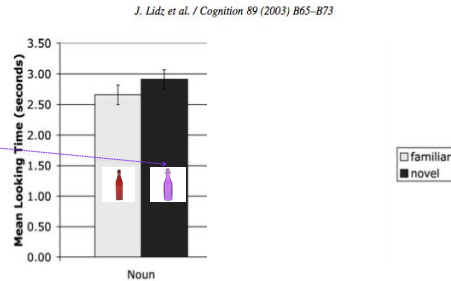 J. Lidz et al. / Cognition 89 (2003) B65–B73
Mean Looking Time (seconds)
3.50
3.00
2.50
2.00
1.50
1.00
0.50
0.00
Noun
familiar
novel